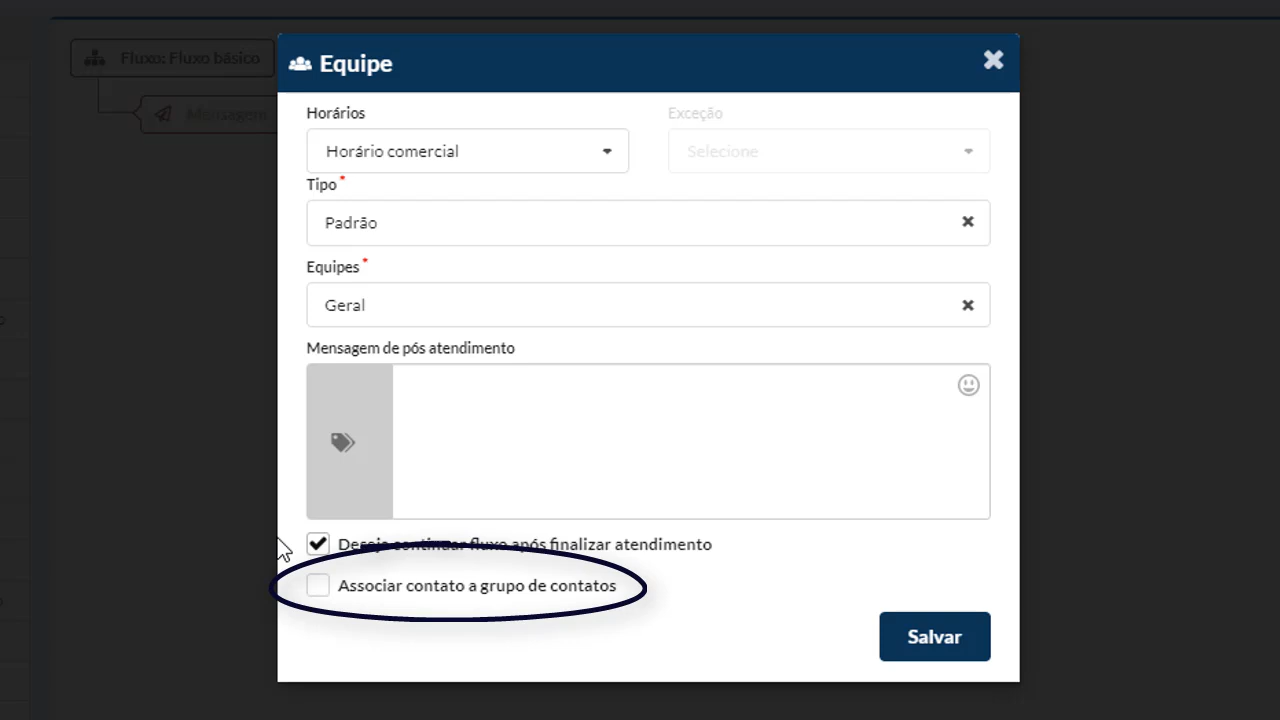 Fluxo: Fluxo básico
Mensagem
Equipe
Horários
Exceção
Horário comercial
Selecione
Tipo *
Padrão
Equipes *
Geral
Mensagem de pós atendimento
Deseja continuar fluxo após finalizar atendimento
Associar contato a grupo de contatos
Salvar